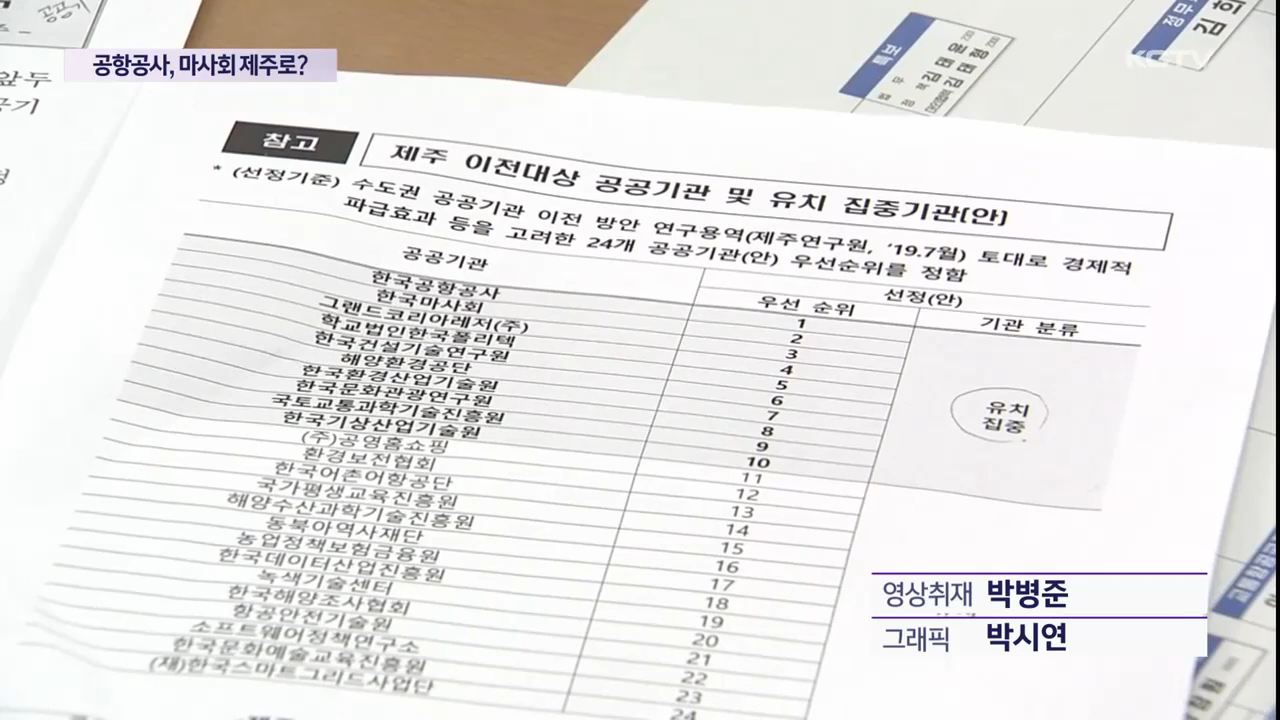 공항공사, 마사회 제주로?
KCTV
앞두
특보
김태윤
김태형
정무
김희
참고
제주 이전대상 공공기관 및 유치 집중기관[안]
* (선정기준) 수도권 공공기관 이전 방안 연구용역(제주연구원, '19.7월) 토대로 경제적
파급효과 등을 고려한 24개 공공기관(안) 우선순위를 정함
공공기관 선정(안)
우선 순위 기관 분류
한국공항공사 1
한국마사회 2
그랜드코리아레저(주) 3
학교법인한국폴리텍 4
한국건설기술연구원 5
해양환경공단 6
한국환경산업기술원 7
한국문화관광연구원 8
국토교통과학기술진흥원 9
한국기상산업기술원 10
유치
집중
(주)공영홈쇼핑 11
환경보전협회 12
한국어촌어항공단 13
국가평생교육진흥원 14
해양수산과학기술진흥원 15
동북아역사재단 16
농업정책보험금융원 17
한국데이터산업진흥원 18
녹색기술센터 19
한국해양조사협회 20
항공안전기술원 21
소프트웨어정책연구소 22
한국문화예술교육진흥원 23
(재)한국스마트그리드사업단 24
영상취재 박병준
그래픽 박시연